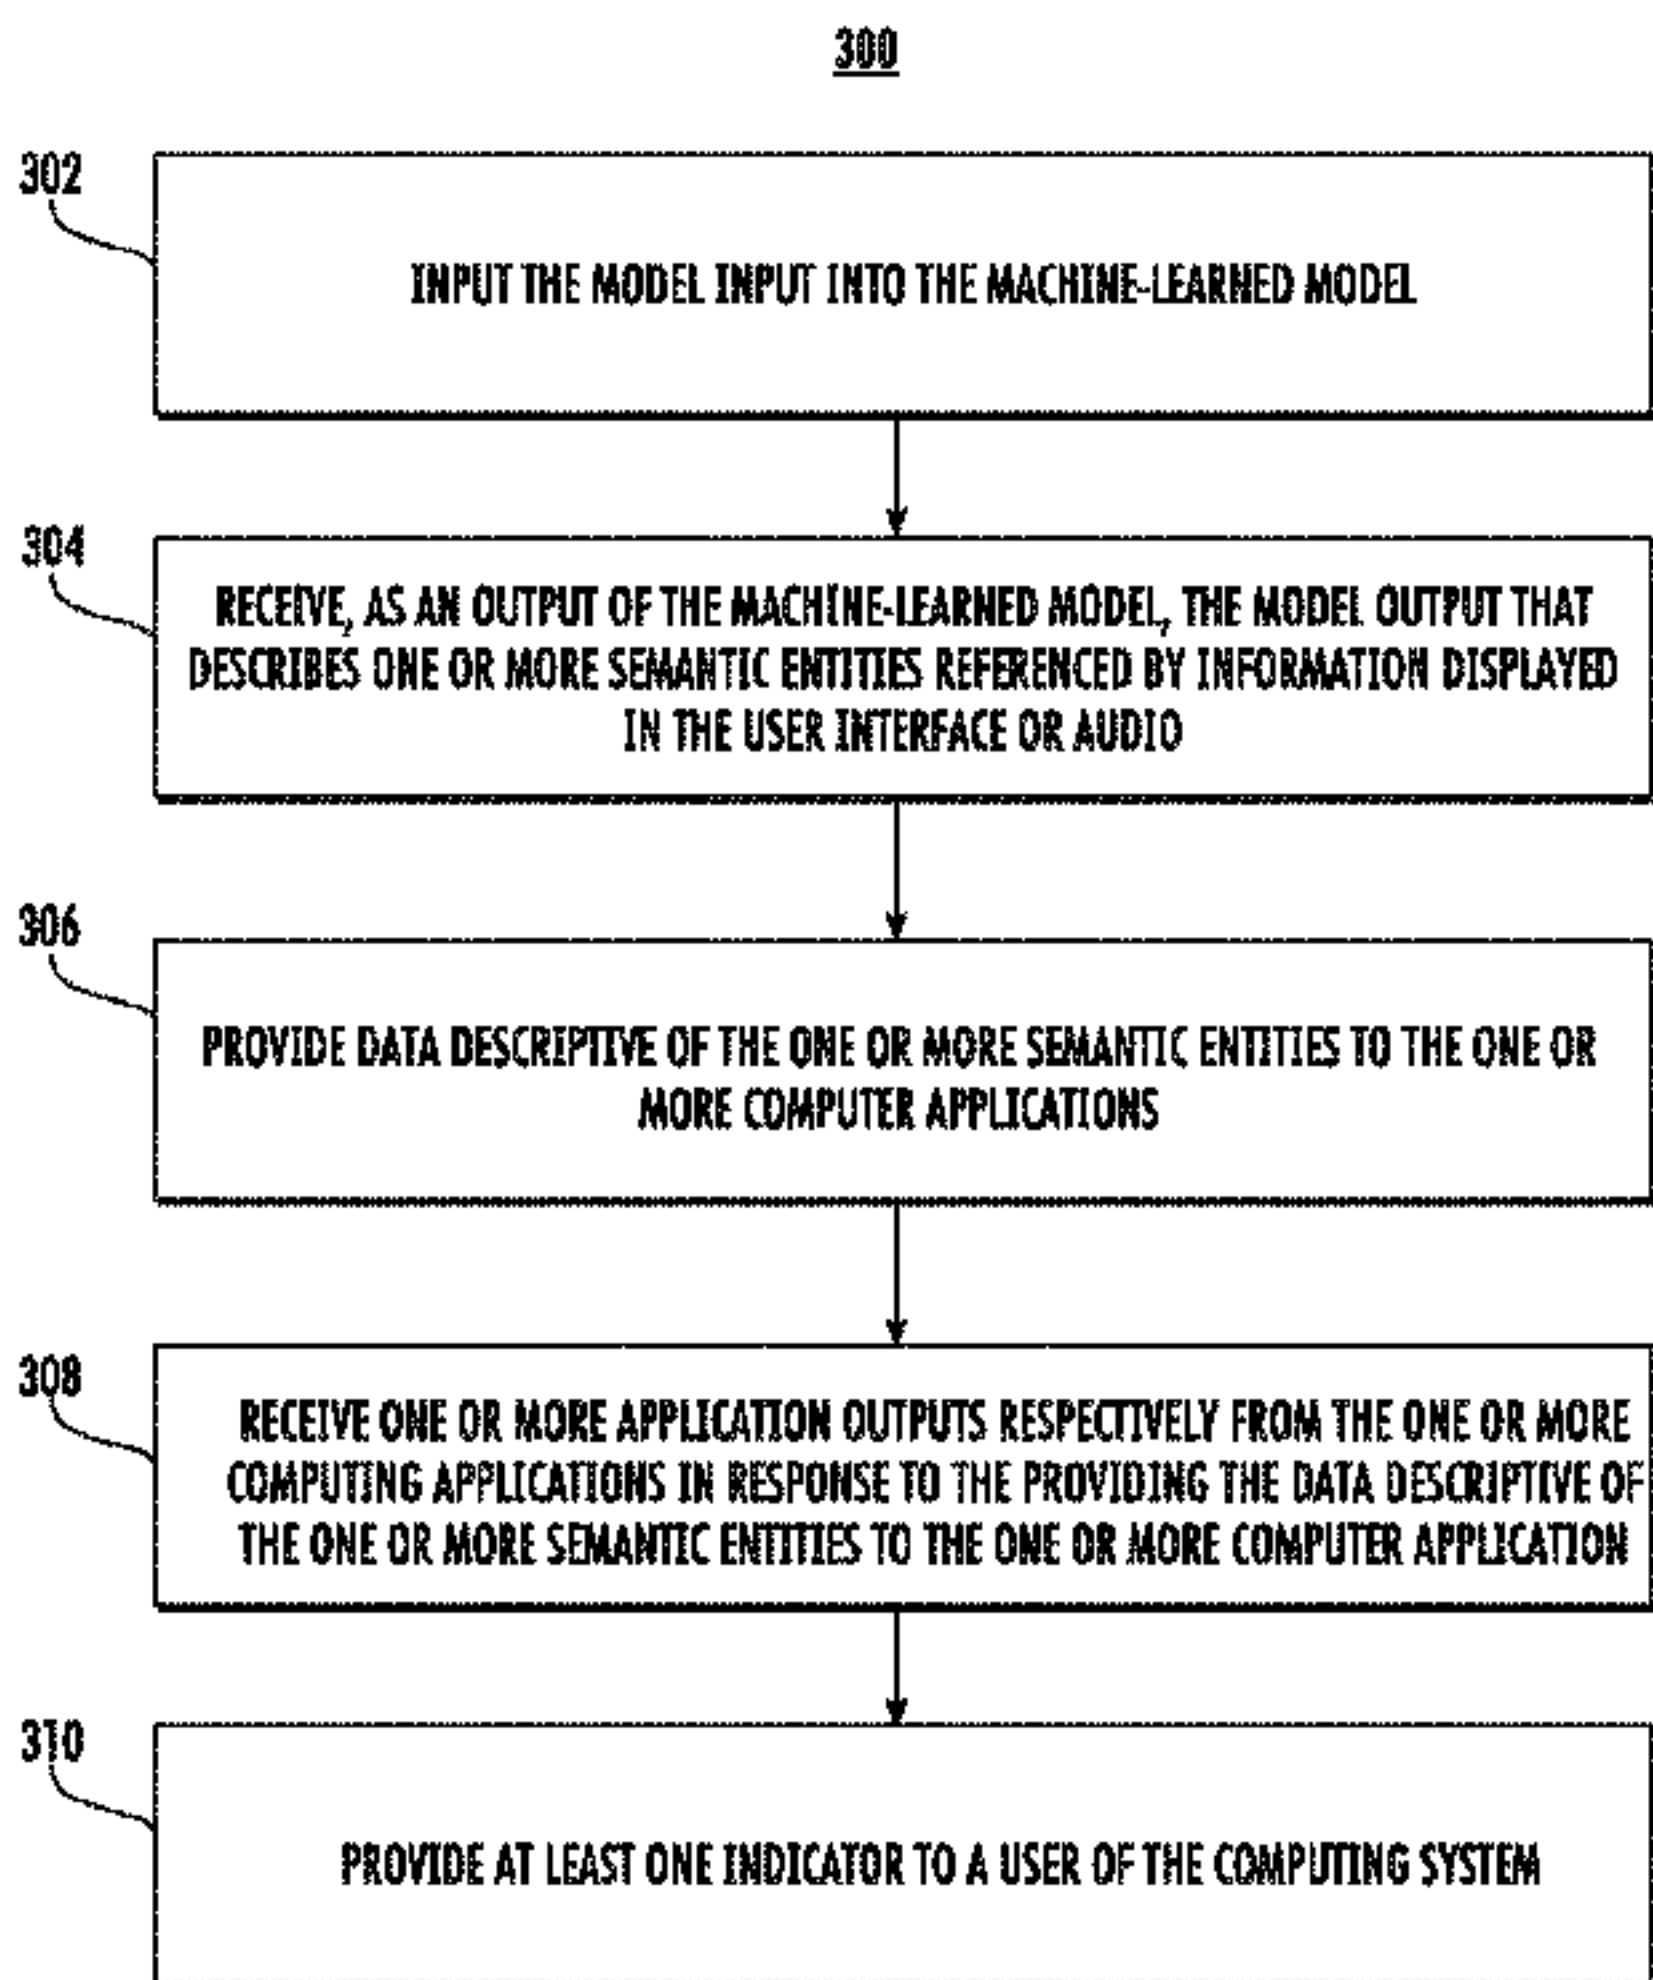 300
302
INPUT THE MODEL INPUT INTO THE MACHINE-LEARNED MODEL
304
RECEIVE, AS AN OUTPUT OF THE MACHINE-LEARNED MODEL, THE MODEL OUTPUT THAT
DESCRIBES ONE OR MORE SEMANTIC ENTITIES REFERENCED BY INFORMATION DISPLAYED
IN THE USER INTERFACE OR AUDIO
306
PROVIDE DATA DESCRIPTIVE OF THE ONE OR MORE SEMANTIC ENTITIES TO THE ONE OR
MORE COMPUTER APPLICATIONS
308
RECEIVE ONE OR MORE APPLICATION OUTPUTS RESPECTIVELY FROM THE ONE OR MORE
COMPUTING APPLICATIONS IN RESPONSE TO THE PROVIDING THE DATA DESCRIPTIVE OF
THE ONE OR MORE SEMANTIC ENTITIES TO THE ONE OR MORE COMPUTER APPLICATION
310
PROVIDE AT LEAST ONE INDICATOR TO A USER OF THE COMPUTING SYSTEM